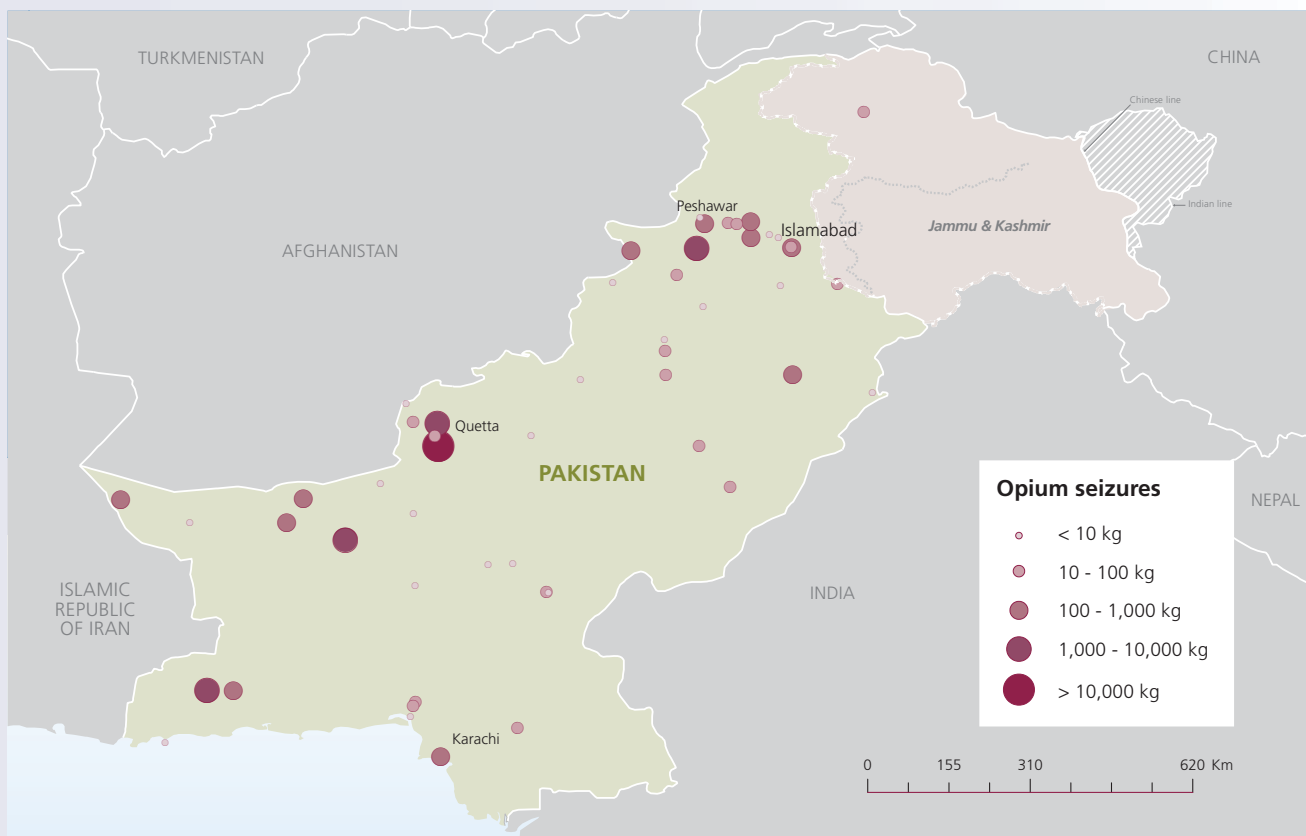 TURKMENISTAN
CHINA
Chinese line
Peshawar
Indian line
Islamabad
Jammu & Kashmir
AFGHANISTAN
Quetta
PAKISTAN
Opium seizures
NEPAL
< 10 kg
10 - 100 kg
ISLAMIC
REPUBLIC
OF IRAN
INDIA
100 - 1,000 kg
1,000 - 10,000 kg
> 10,000 kg
Karachi
0 155 310 620 Km